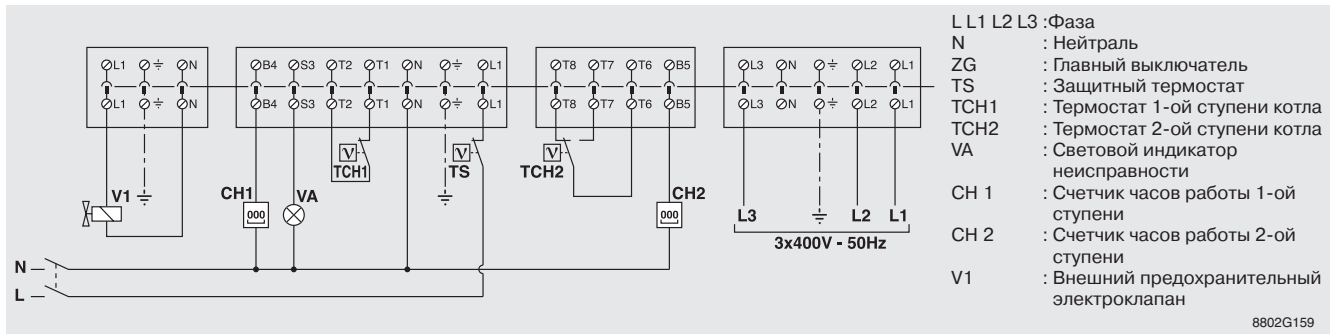 L1 ⏚ N
L1 ⏚ N
B4 S3 T2 T1 N ⏚ L1
B4 S3 T2 T1 N ⏚ L1
T8 T7 T6 B5
T8 T7 T6 B5
L3 N ⏚ L2 L1
L3 N ⏚ L2 L1
TCH1
TS
TCH2
V1
CH1
000
VA
CH2
000
L3 L2 L1
3x400V - 50Hz
N
L
L L1 L2 L3 :Фаза
N : Нейтраль
ZG : Главный выключатель
TS : Защитный термостат
TCH1 : Термостат 1-ой ступени котла
TCH2 : Термостат 2-ой ступени котла
VA : Световой индикатор
неисправности
CH 1 : Счетчик часов работы 1-ой
ступени
CH 2 : Счетчик часов работы 2-ой
ступени
V1 : Внешний предохранительный
электроклапан
8802G159